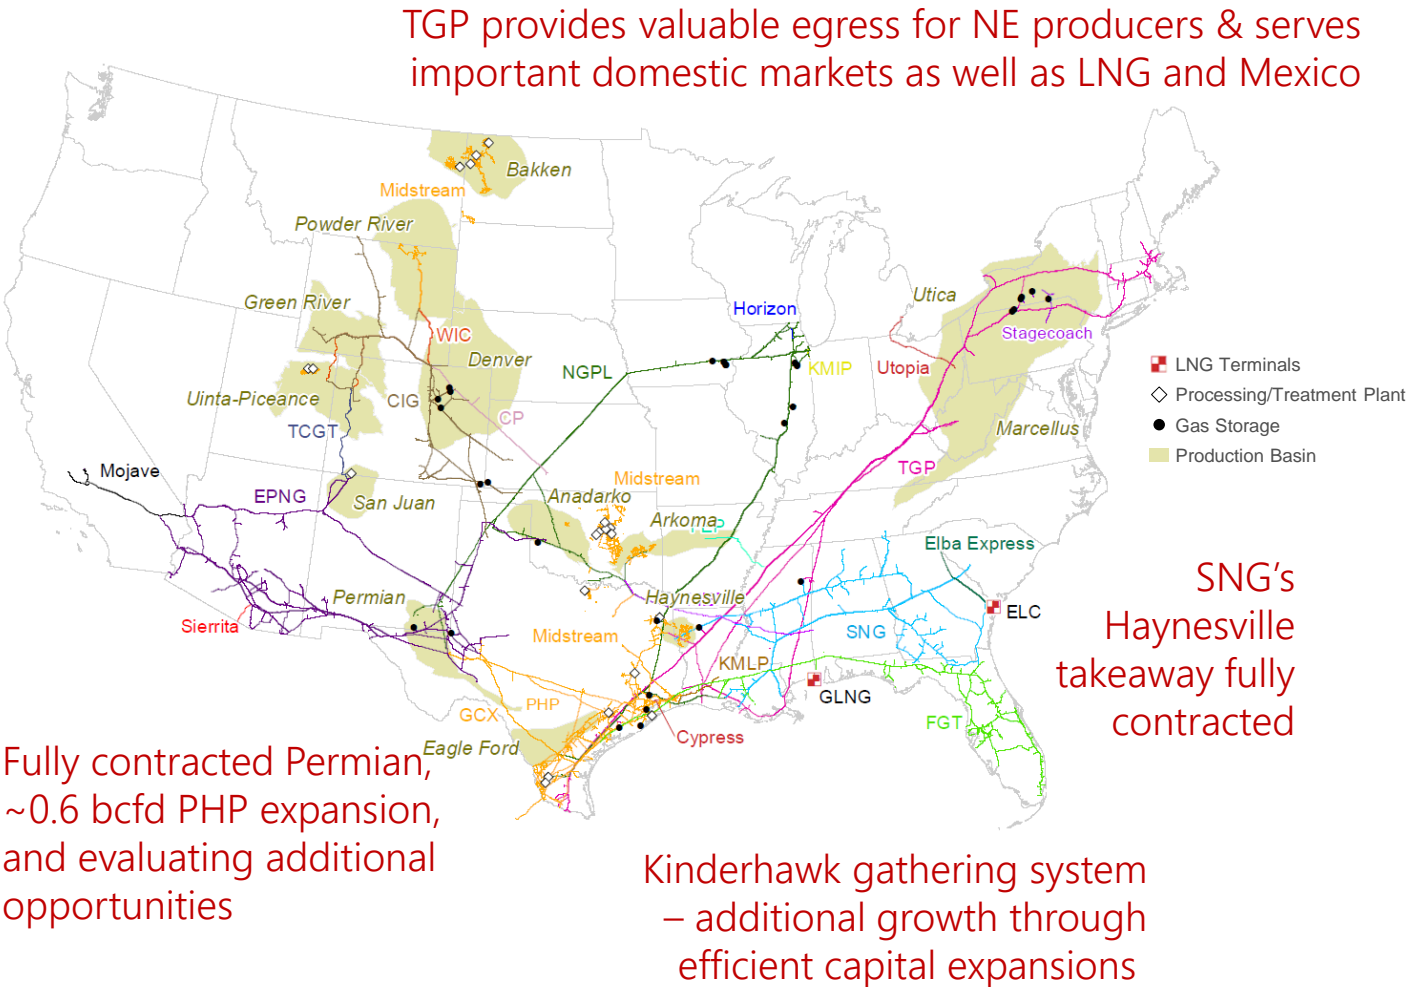 TGP provides valuable egress for NE producers & serves
important domestic markets as well as LNG and Mexico
Bakken
Midstream
Powder River
Green River
Utica
Horizon
Stagecoach
WIC
Denver
NGPL
KMIP
Utopia
LNG Terminals
Processing/Treatment Plant
Gas Storage
Production Basin
Uinta-Piceance
CIG
CP
TCGT
Marcellus
Mojave
TGP
Midstream
EPNG
San Juan
Anadarko
Arkoma
Elba Express
Permian
Haynesville
Sierrita
Midstream
SNG
ELC
KMLP
GLNG
PHP
GCX
FGT
Cypress
Eagle Ford
SNG’s
Haynesville
takeaway fully
contracted
Fully contracted Permian,
~0.6 bcfd PHP expansion,
and evaluating additional
opportunities
Kinderhawk gathering system
– additional growth through
efficient capital expansions